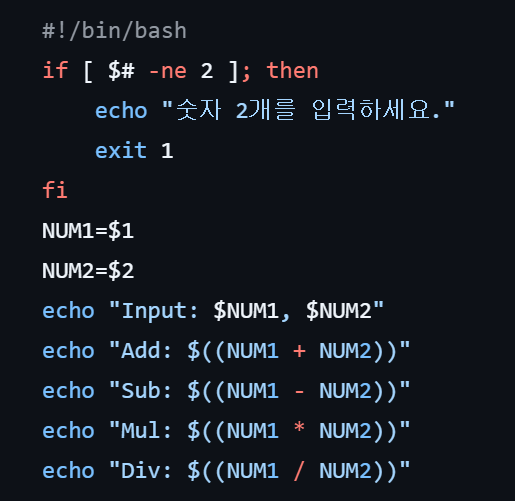 #!/bin/bash
if [ $# -ne 2 ]; then
    echo "숫자 2개를 입력하세요."
    exit 1
fi
NUM1=$1
NUM2=$2
echo "Input: $NUM1, $NUM2"
echo "Add: $((NUM1 + NUM2))"
echo "Sub: $((NUM1 - NUM2))"
echo "Mul: $((NUM1 * NUM2))"
echo "Div: $((NUM1 / NUM2))"